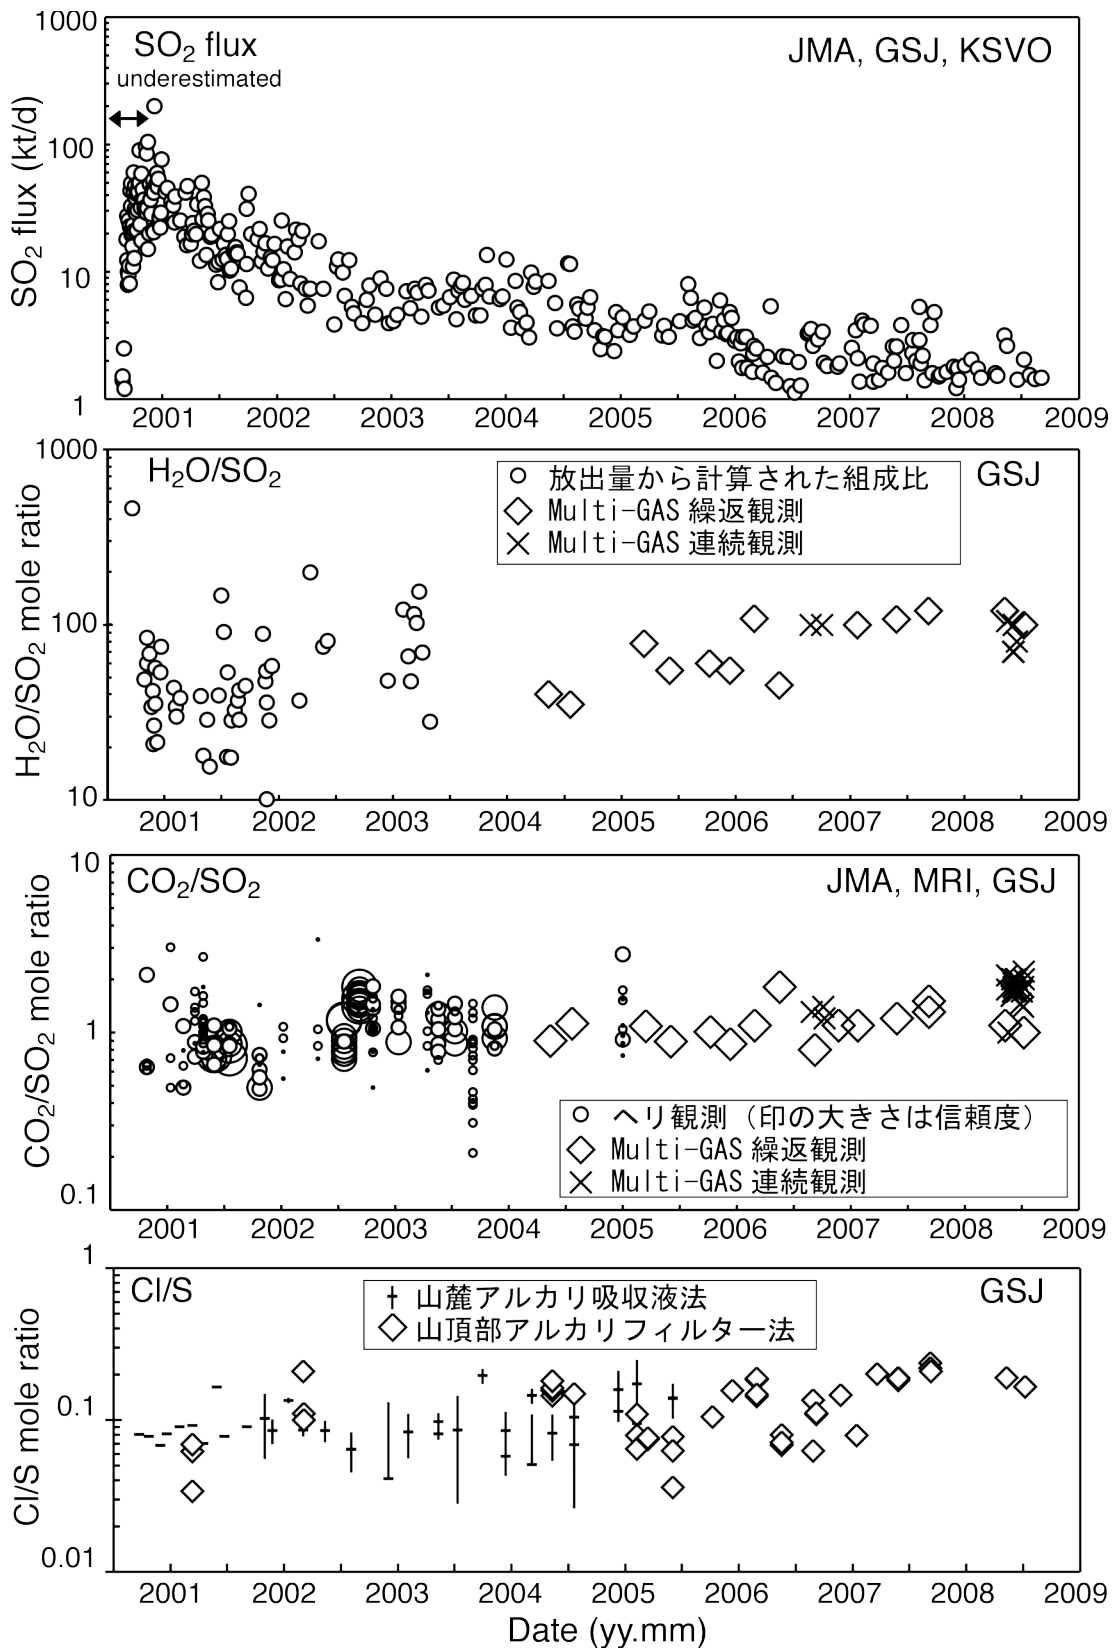 1000
SO2 flux
underestimated
JMA, GSJ, KSVO
100
10
1
SO2 flux (kt/d)
2001 2002 2003 2004 2005 2006 2007 2008 2009
1000
H2O/SO2
GSJ
放出量から計算された組成比
Multi-GAS 繰返観測
Multi-GAS 連続観測
100
10
H2O/SO2 mole ratio
2001 2002 2003 2004 2005 2006 2007 2008 2009
10
CO2/SO2
JMA, MRI, GSJ
1
0.1
CO2/SO2 mole ratio
ヘリ観測（印の大きさは信頼度）
Multi-GAS 繰返観測
Multi-GAS 連続観測
2001 2002 2003 2004 2005 2006 2007 2008 2009
1
Cl/S
GSJ
山麓アルカリ吸収液法
山頂部アルカリフィルター法
0.1
0.01
Cl/S mole ratio
2001 2002 2003 2004 2005 2006 2007 2008 2009
Date (yy.mm)